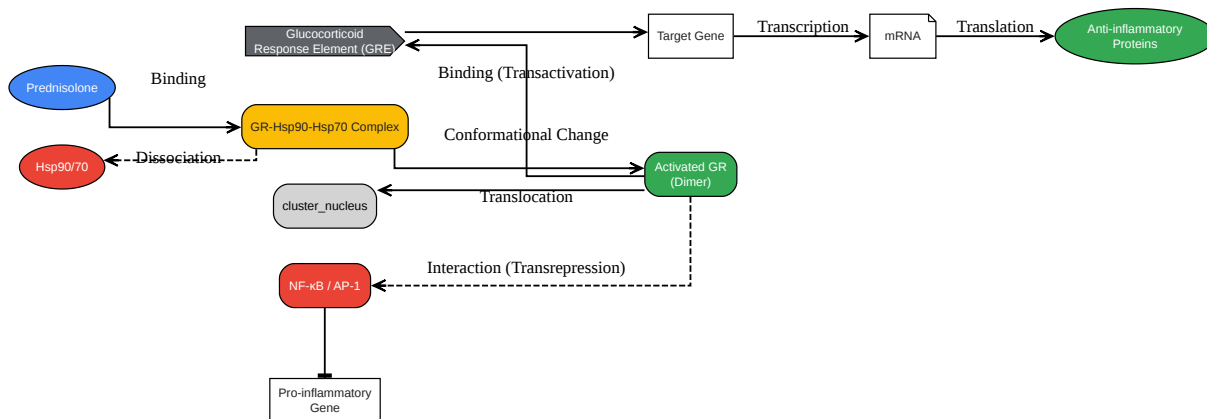 Glucocorticoid
Response Element (GRE)
Target Gene
Transcription
mRNA
Translation
Anti-inflammatory
Proteins
Binding (Transactivation)
Prednisolone
Binding
GR-Hsp90-Hsp70 Complex
Conformational Change
Hsp90/70
Dissociation
Activated GR
(Dimer)
cluster_nucleus
Translocation
Interaction (Transrepression)
NF-κB / AP-1
Pro-inflammatory
Gene